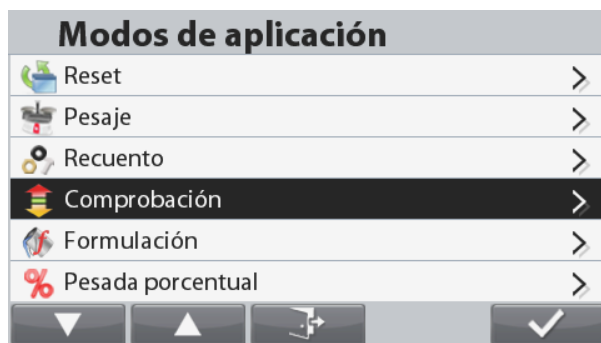 Modos de aplicación
Reset
Pesaje
Recuento
Comprobación
Formulación
Pesada porcentual